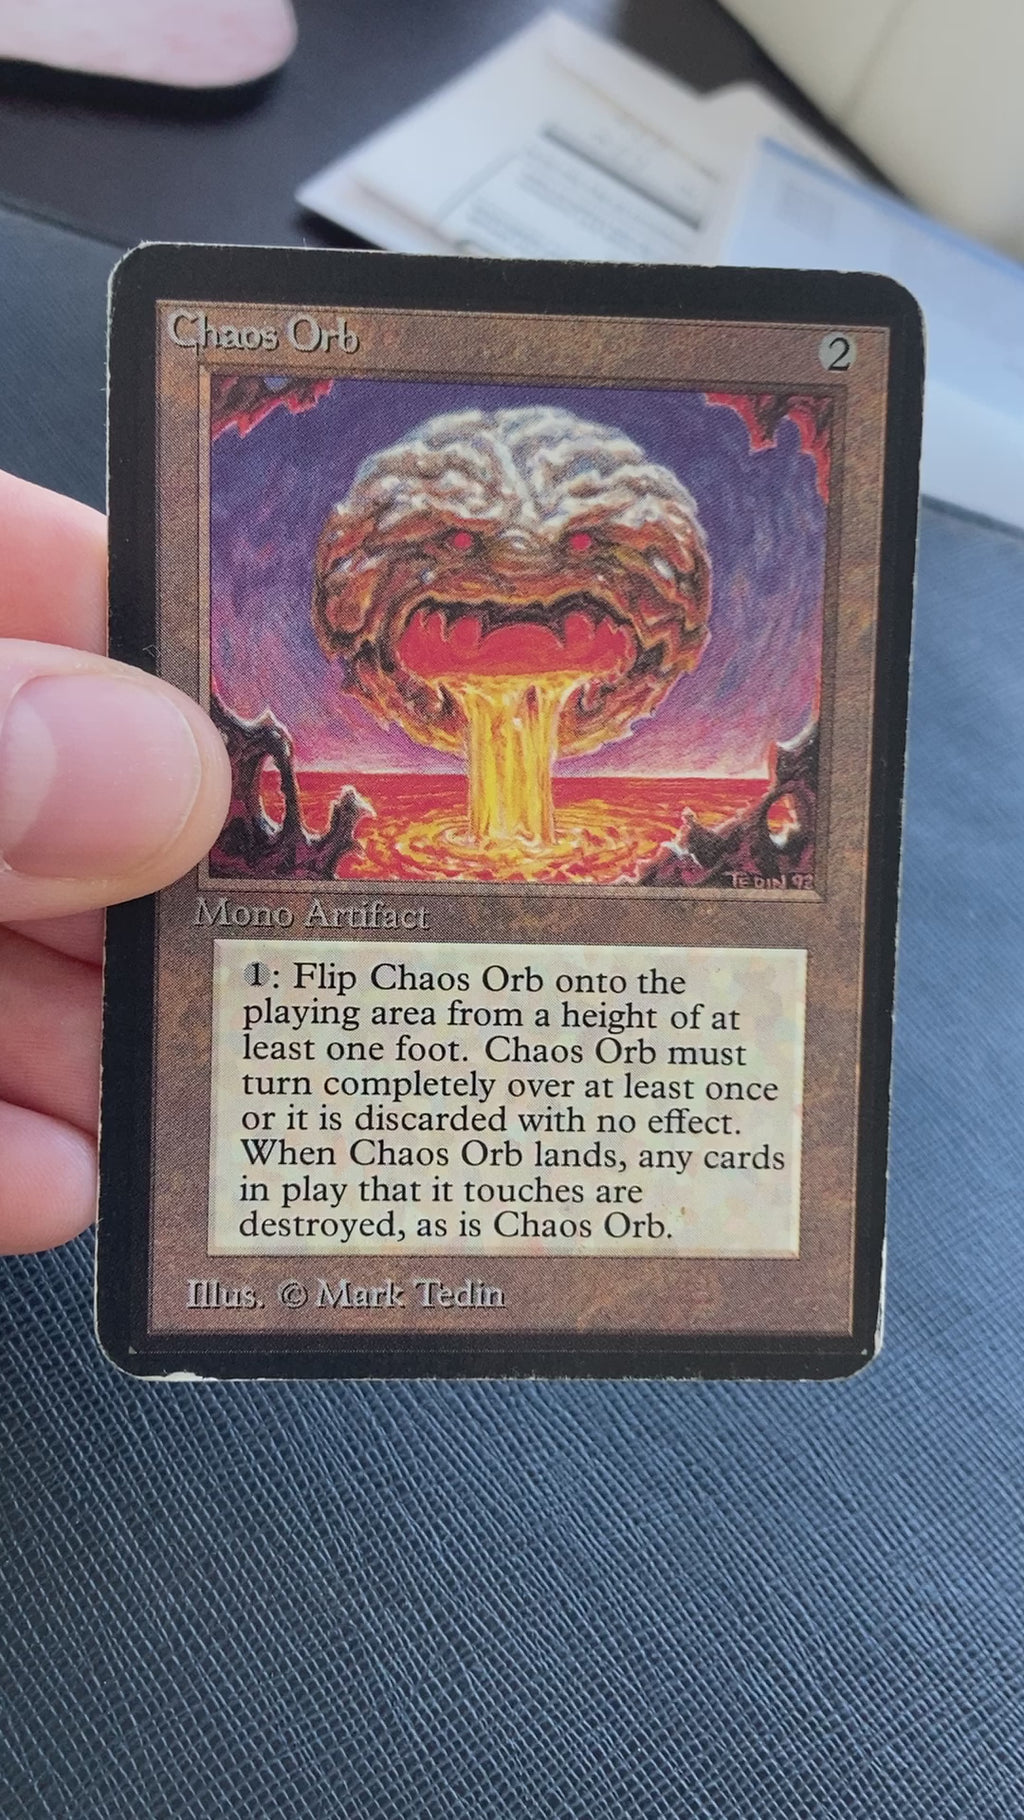 Chaos Orb
2
TEDIN 92
Mono Artifact
1: Flip Chaos Orb onto the
playing area from a height of at
least one foot. Chaos Orb must
turn completely over at least once
or it is discarded with no effect.
When Chaos Orb lands, any cards
in play that it touches are
destroyed, as is Chaos Orb.
Illus. © Mark Tedin